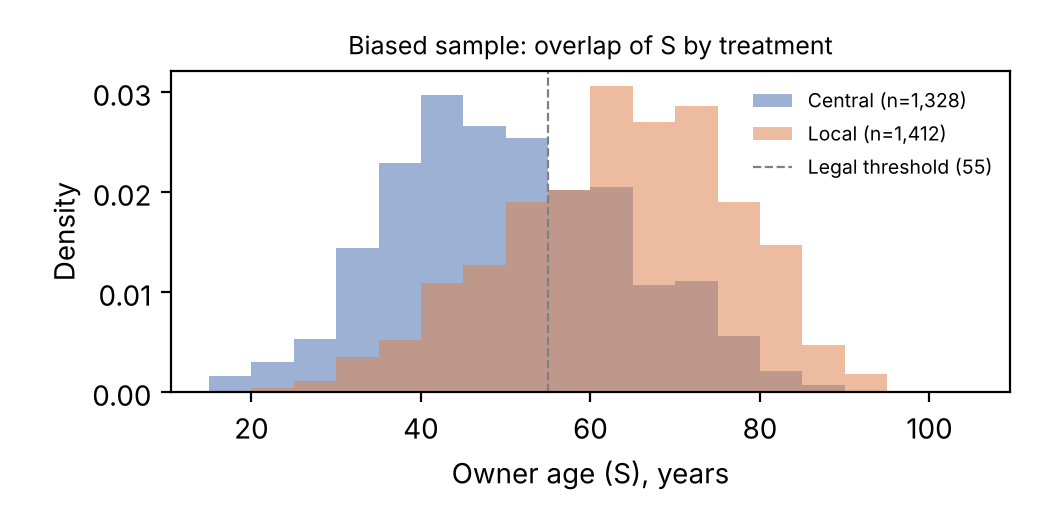 Biased sample: overlap of S by treatment
Central (n=1,328)
Local (n=1,412)
Legal threshold (55)
Density
0.03
0.02
0.01
0.00
20 40 60 80 100
Owner age (S), years